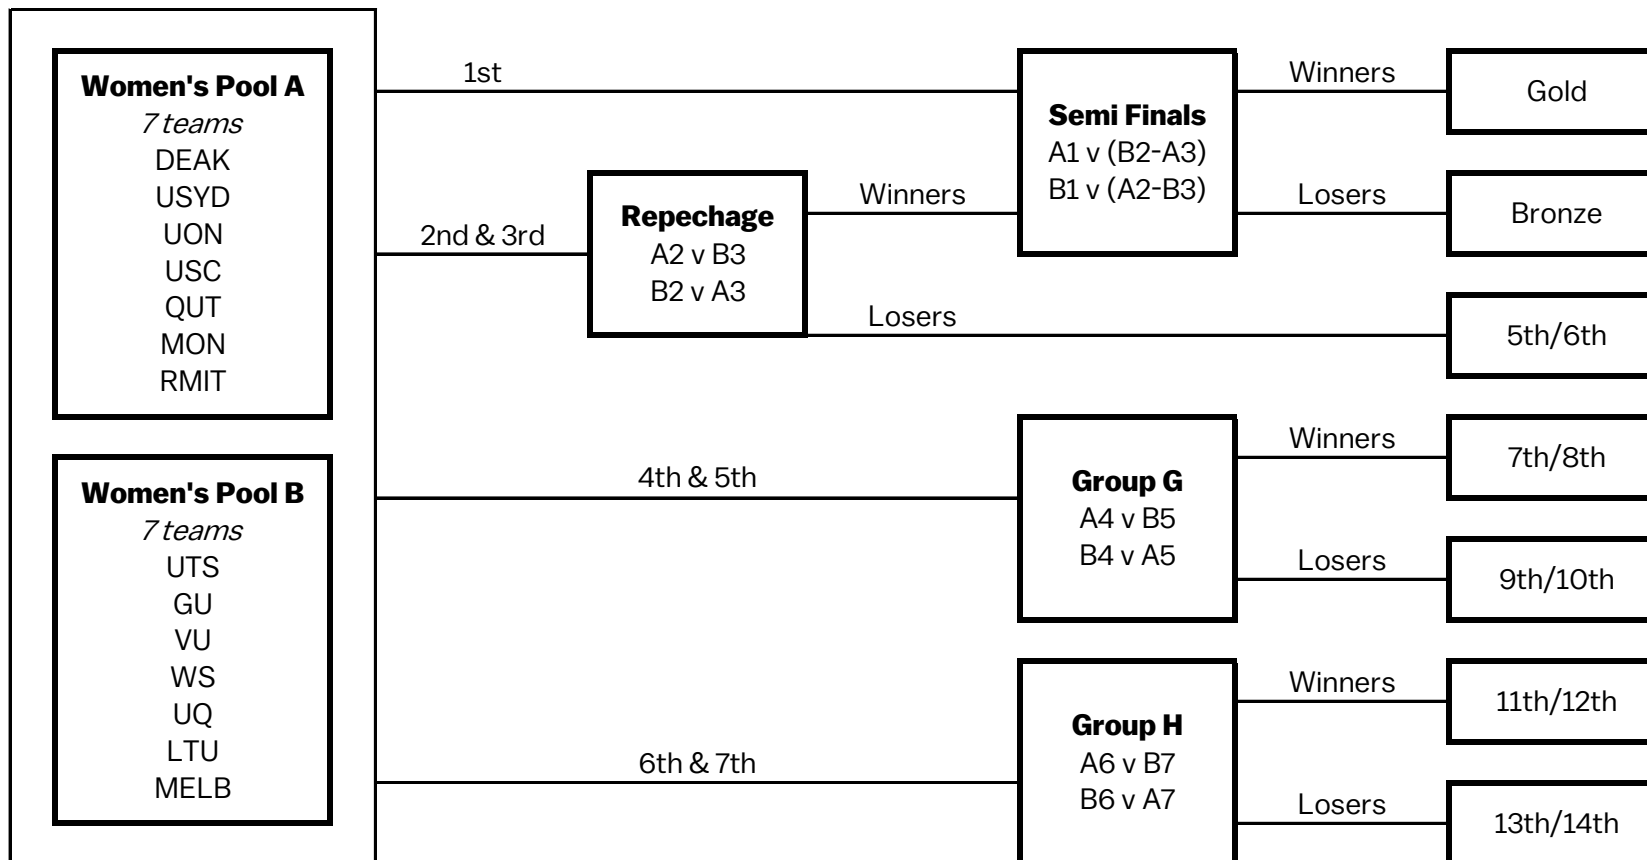 Women's Pool A
7 teams
DEAK
USYD
UON
USC
QUT
MON
RMIT
Women's Pool B
7 teams
UTS
GU
VU
WS
UQ
LTU
MELB
1st
2nd & 3rd
4th & 5th
6th & 7th
Repechage
A2 v B3
B2 v A3
Winners
Losers
Semi Finals
A1 v (B2-A3)
B1 v (A2-B3)
Winners
Losers
Gold
Bronze
5th/6th
Group G
A4 v B5
B4 v A5
Winners
Losers
7th/8th
9th/10th
Group H
A6 v B7
B6 v A7
Winners
Losers
11th/12th
13th/14th